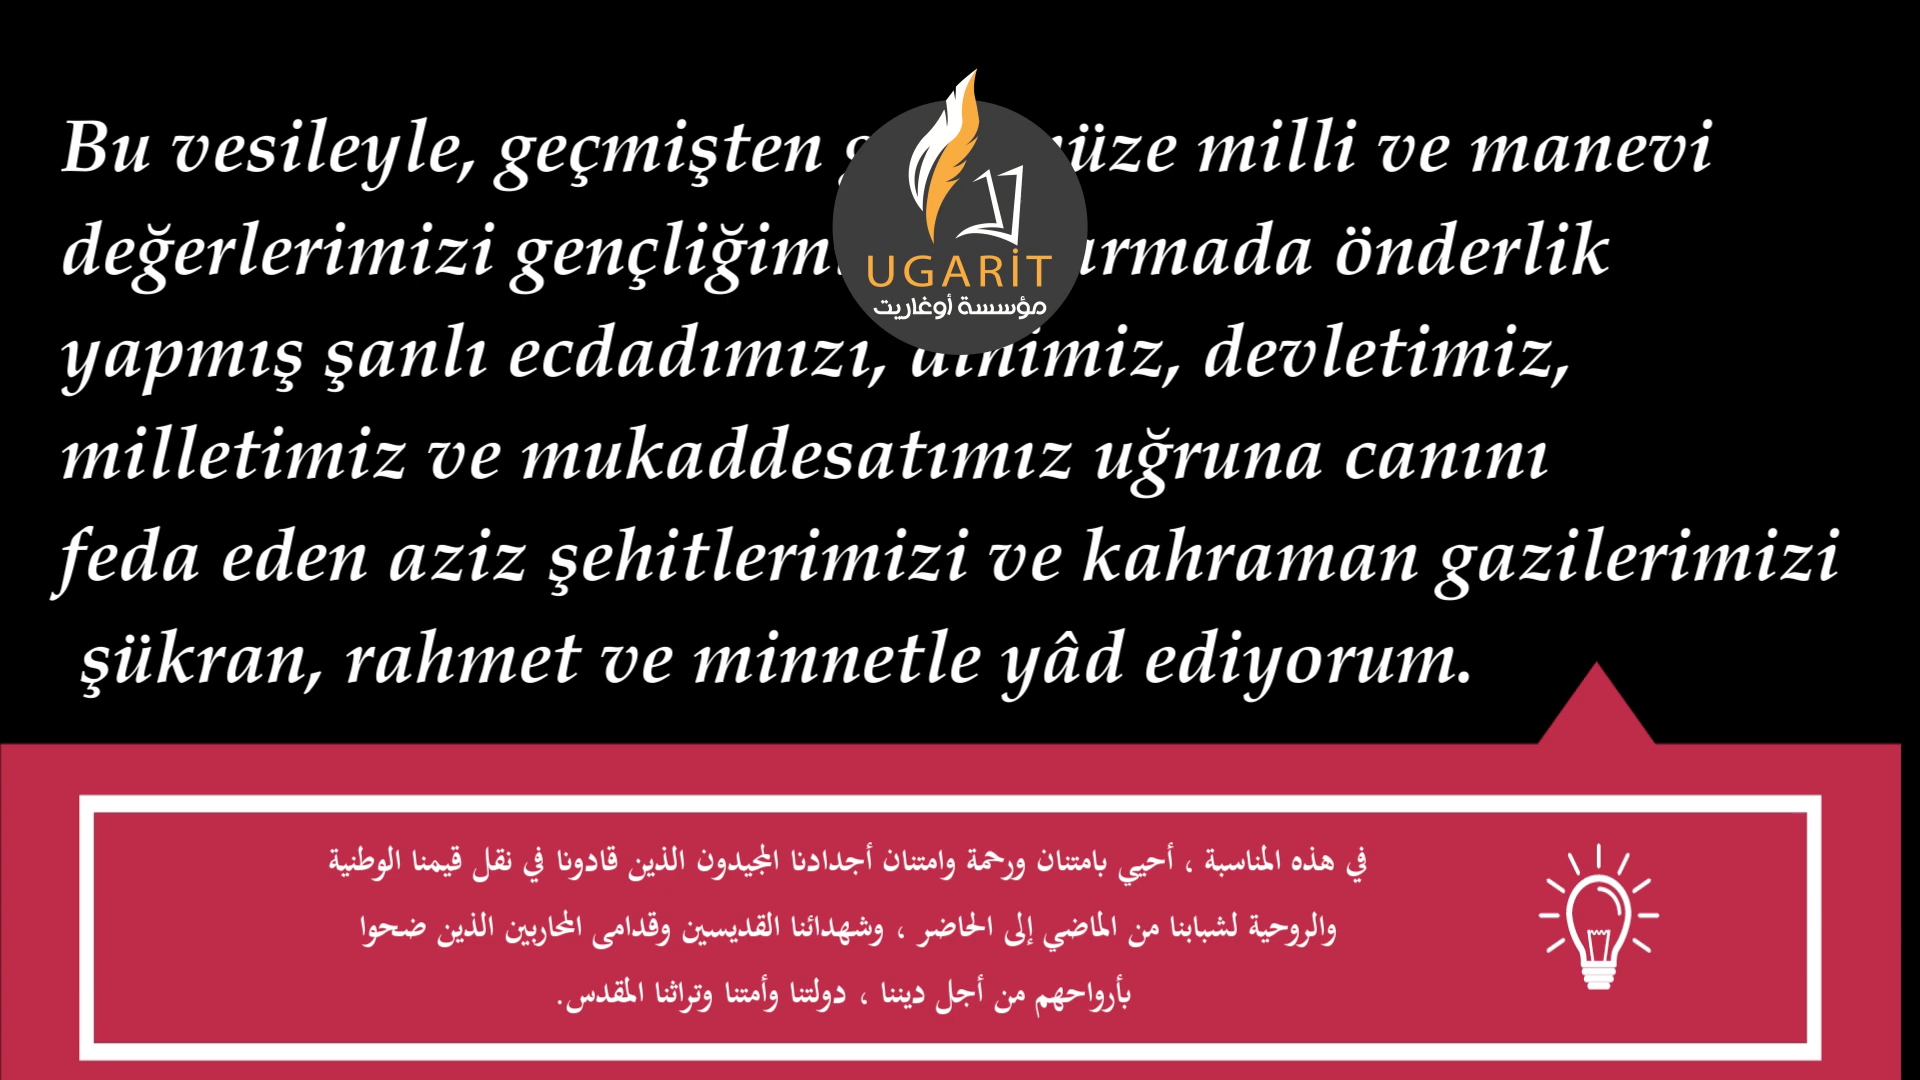 Bu vesileyle, geçmişten milli ve manevi
değerlerimizi önderlik
yapmış şanlı ecdadımızı, devletimiz,
milletimiz ve mukaddesatımız uğruna canını
feda eden aziz şehitlerimizi ve kahraman gazilerimizi
şükran, rahmet ve minnetle yâd ediyorum.
UGARİT
مؤسسة أوغاريت
في هذه المناسبة ، أحيي بامتنان ورحمة وامتنان أجدادنا المجيدون الذين قادونا في نقل قيمنا الوطنية
والروحية لشبابنا من الماضي إلى الحاضر ، وشهدائنا القديسين وقدامى المحاربين الذين ضحوا
بأرواحهم من أجل ديننا ، دولتنا وأمتنا وتراثنا المقدس.